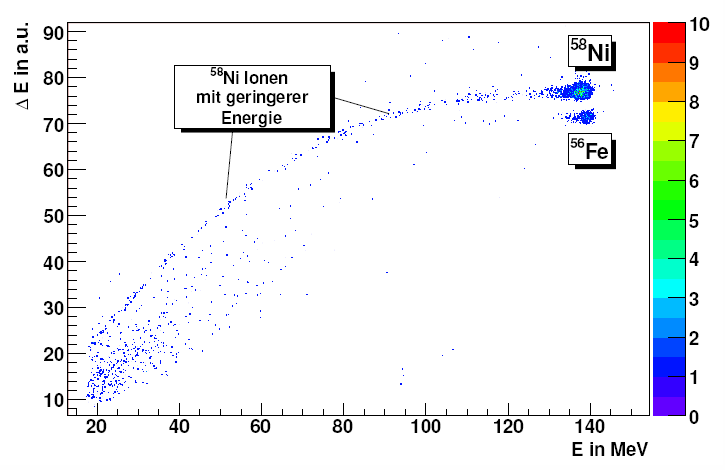 Δ E in a.u.
90
80
70
60
50
40
30
20
10
58Ni Ionen
mit geringerer
Energie
58Ni
56Fe
20 40 60 80 100 120 140
E in MeV
10
9
8
7
6
5
4
3
2
1
0